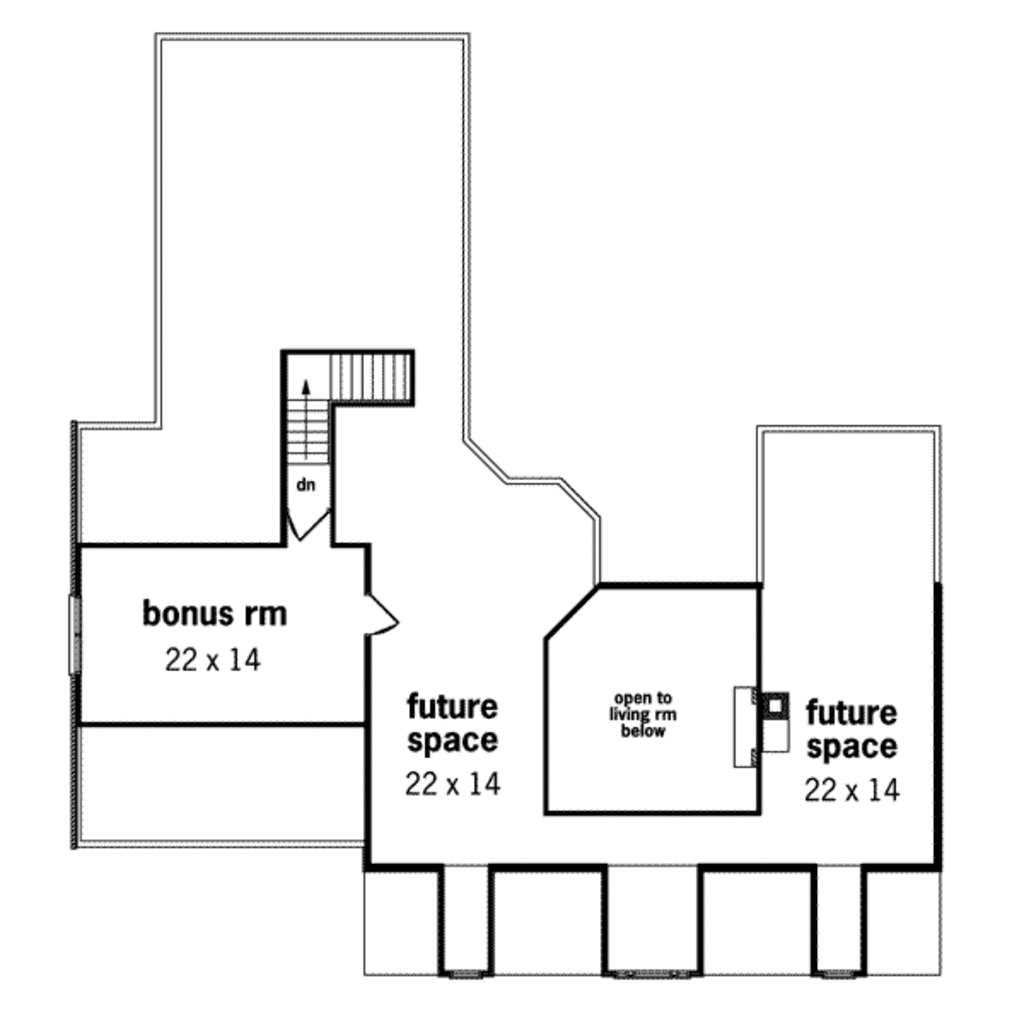 dn
bonus rm
22 x 14
future
space
22 x 14
open to
living rm
below
future
space
22 x 14